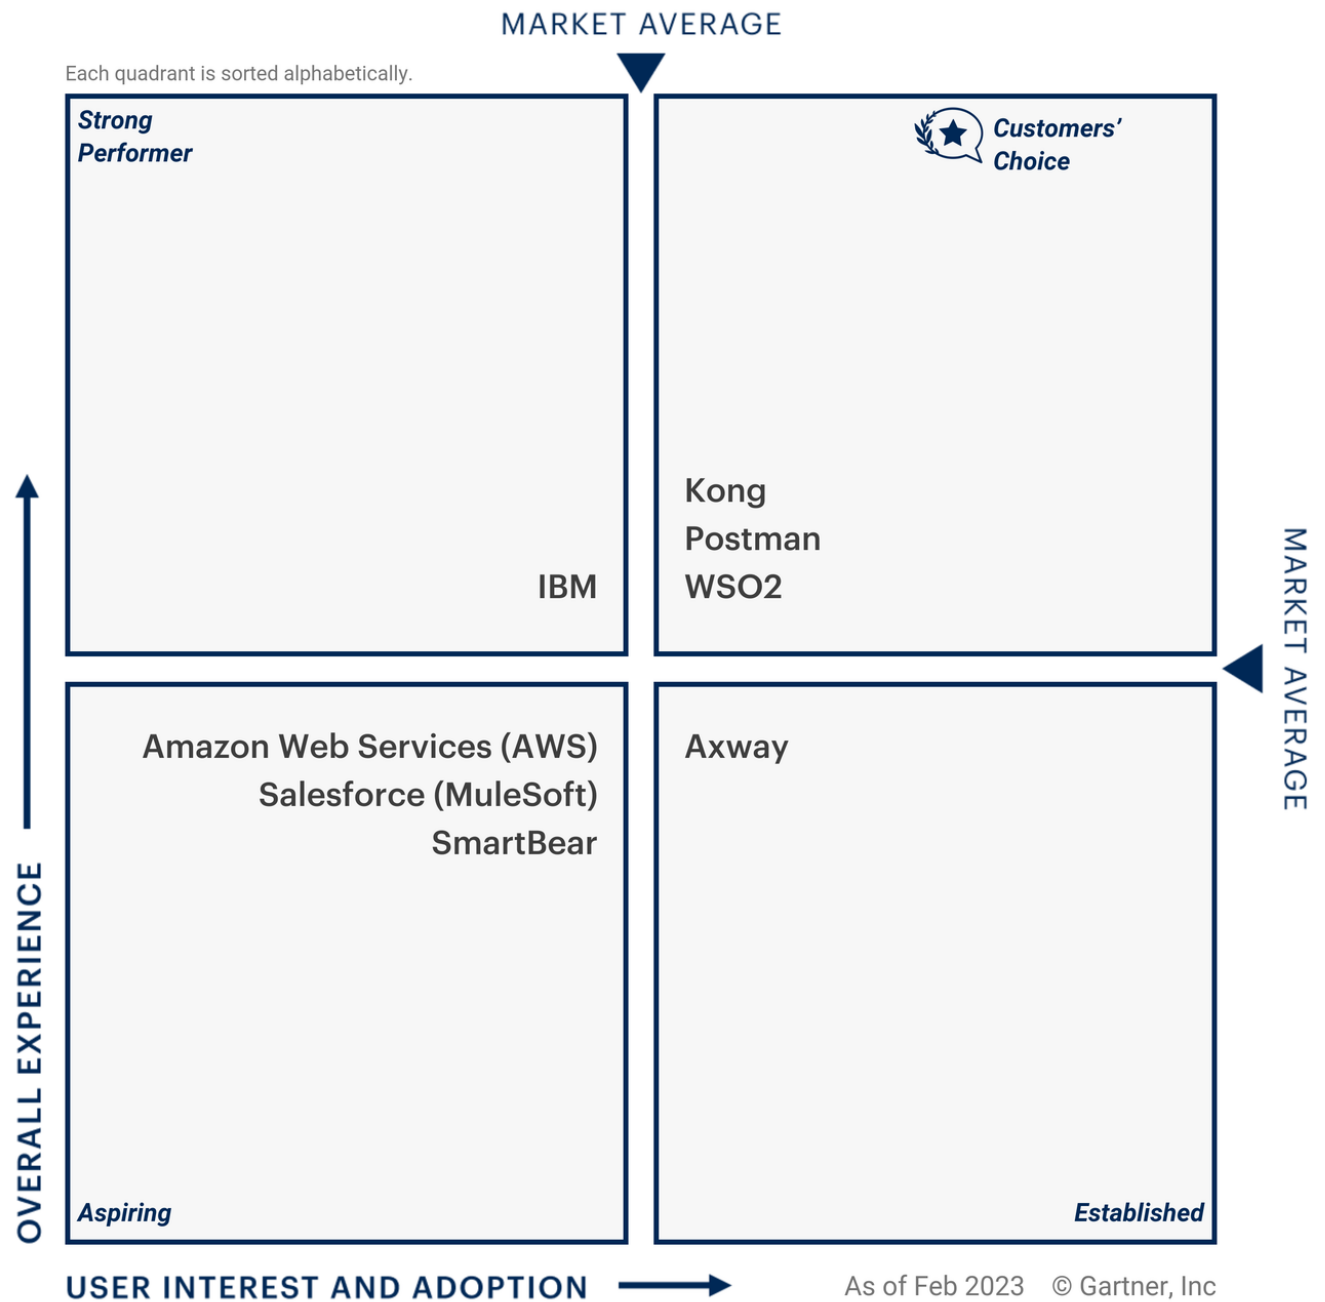 MARKET AVERAGE
Each quadrant is sorted alphabetically.
Strong
Performer
Customers’
Choice
Kong
Postman
WSO2
IBM
MARKET AVERAGE
Amazon Web Services (AWS)
Salesforce (MuleSoft)
SmartBear
Axway
OVERALL EXPERIENCE
Aspiring
Established
USER INTEREST AND ADOPTION
As of Feb 2023 © Gartner, Inc